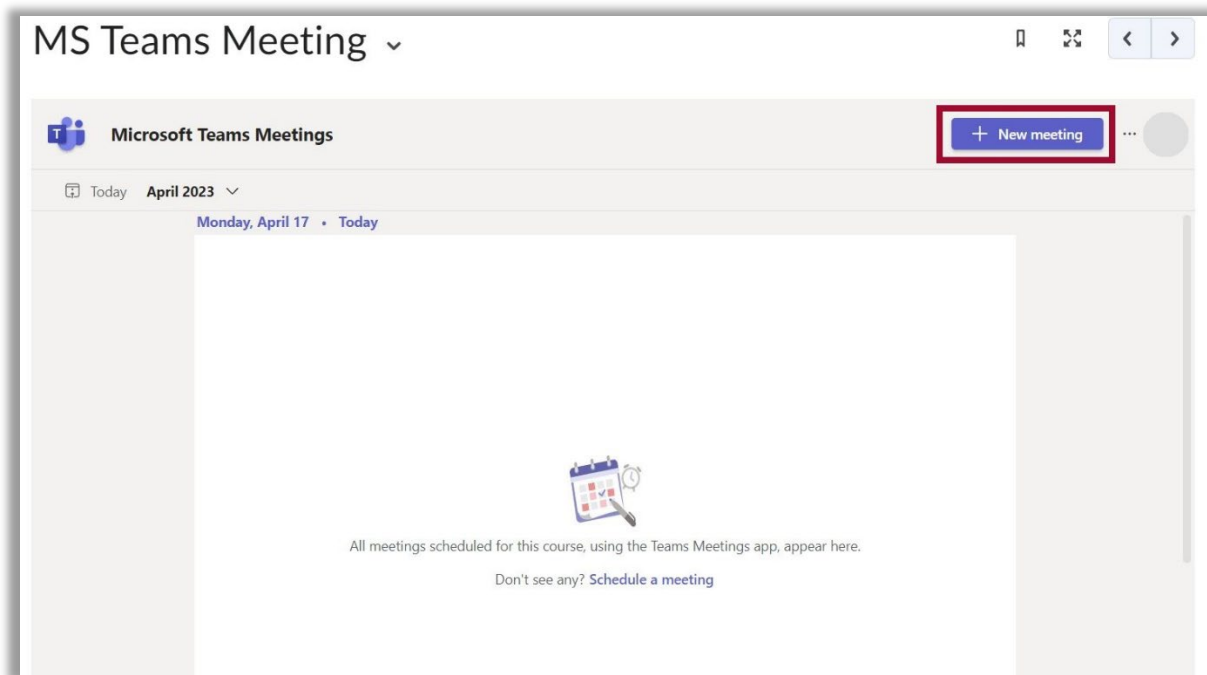 MS Teams Meeting
T
Microsoft Teams Meetings
+ New meeting
...
Today April 2023
Monday, April 17 • Today
All meetings scheduled for this course, using the Teams Meetings app, appear here.
Don't see any? Schedule a meeting